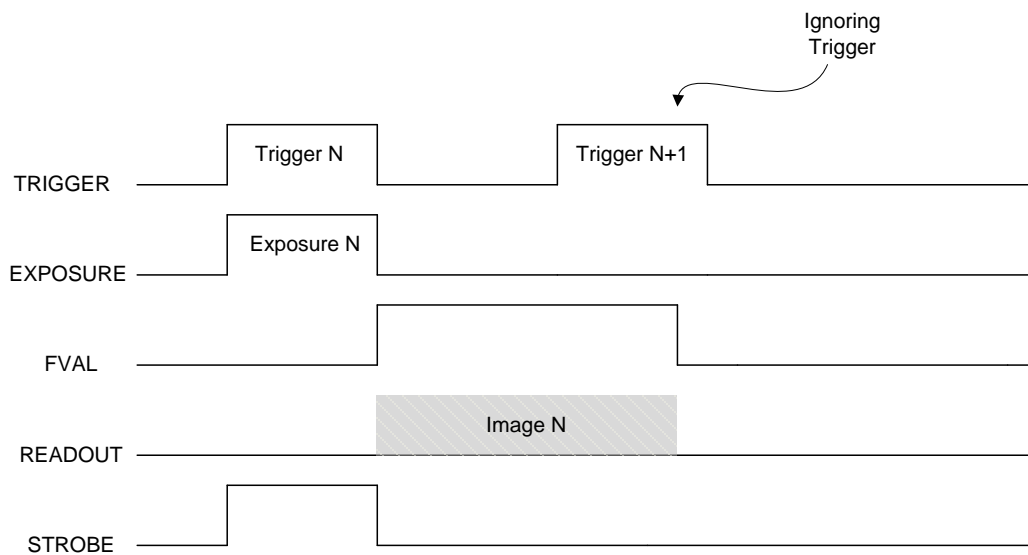 Ignoring
Trigger
TRIGGER
Trigger N
Trigger N+1
EXPOSURE
Exposure N
FVAL
READOUT
Image N
STROBE